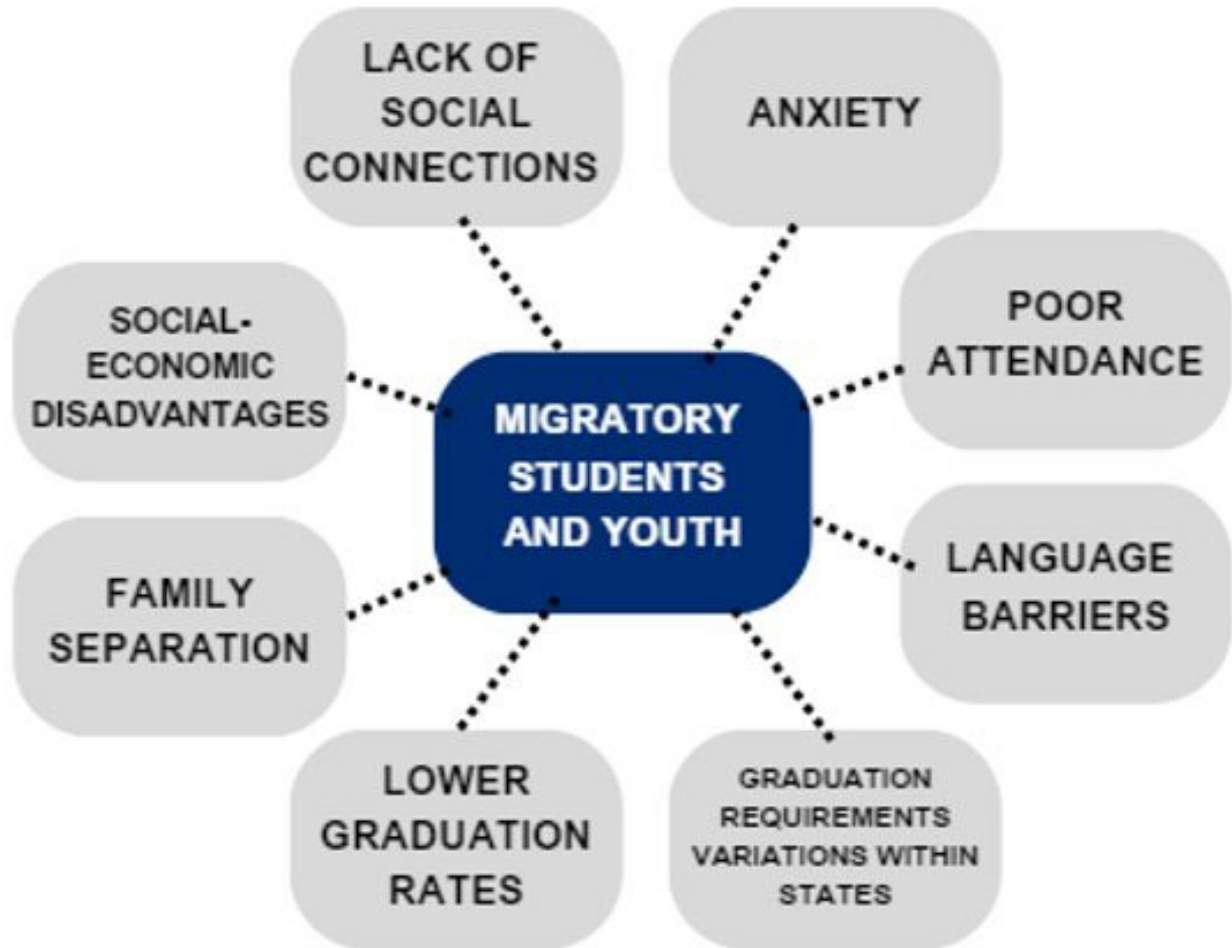 LACK OF
SOCIAL
CONNECTIONS
ANXIETY
SOCIAL-
ECONOMIC
DISADVANTAGES
POOR
ATTENDANCE
MIGRATORY
STUDENTS
AND YOUTH
FAMILY
SEPARATION
LANGUAGE
BARRIERS
LOWER
GRADUATION
RATES
GRADUATION
REQUIREMENTS
VARIATIONS WITHIN
STATES